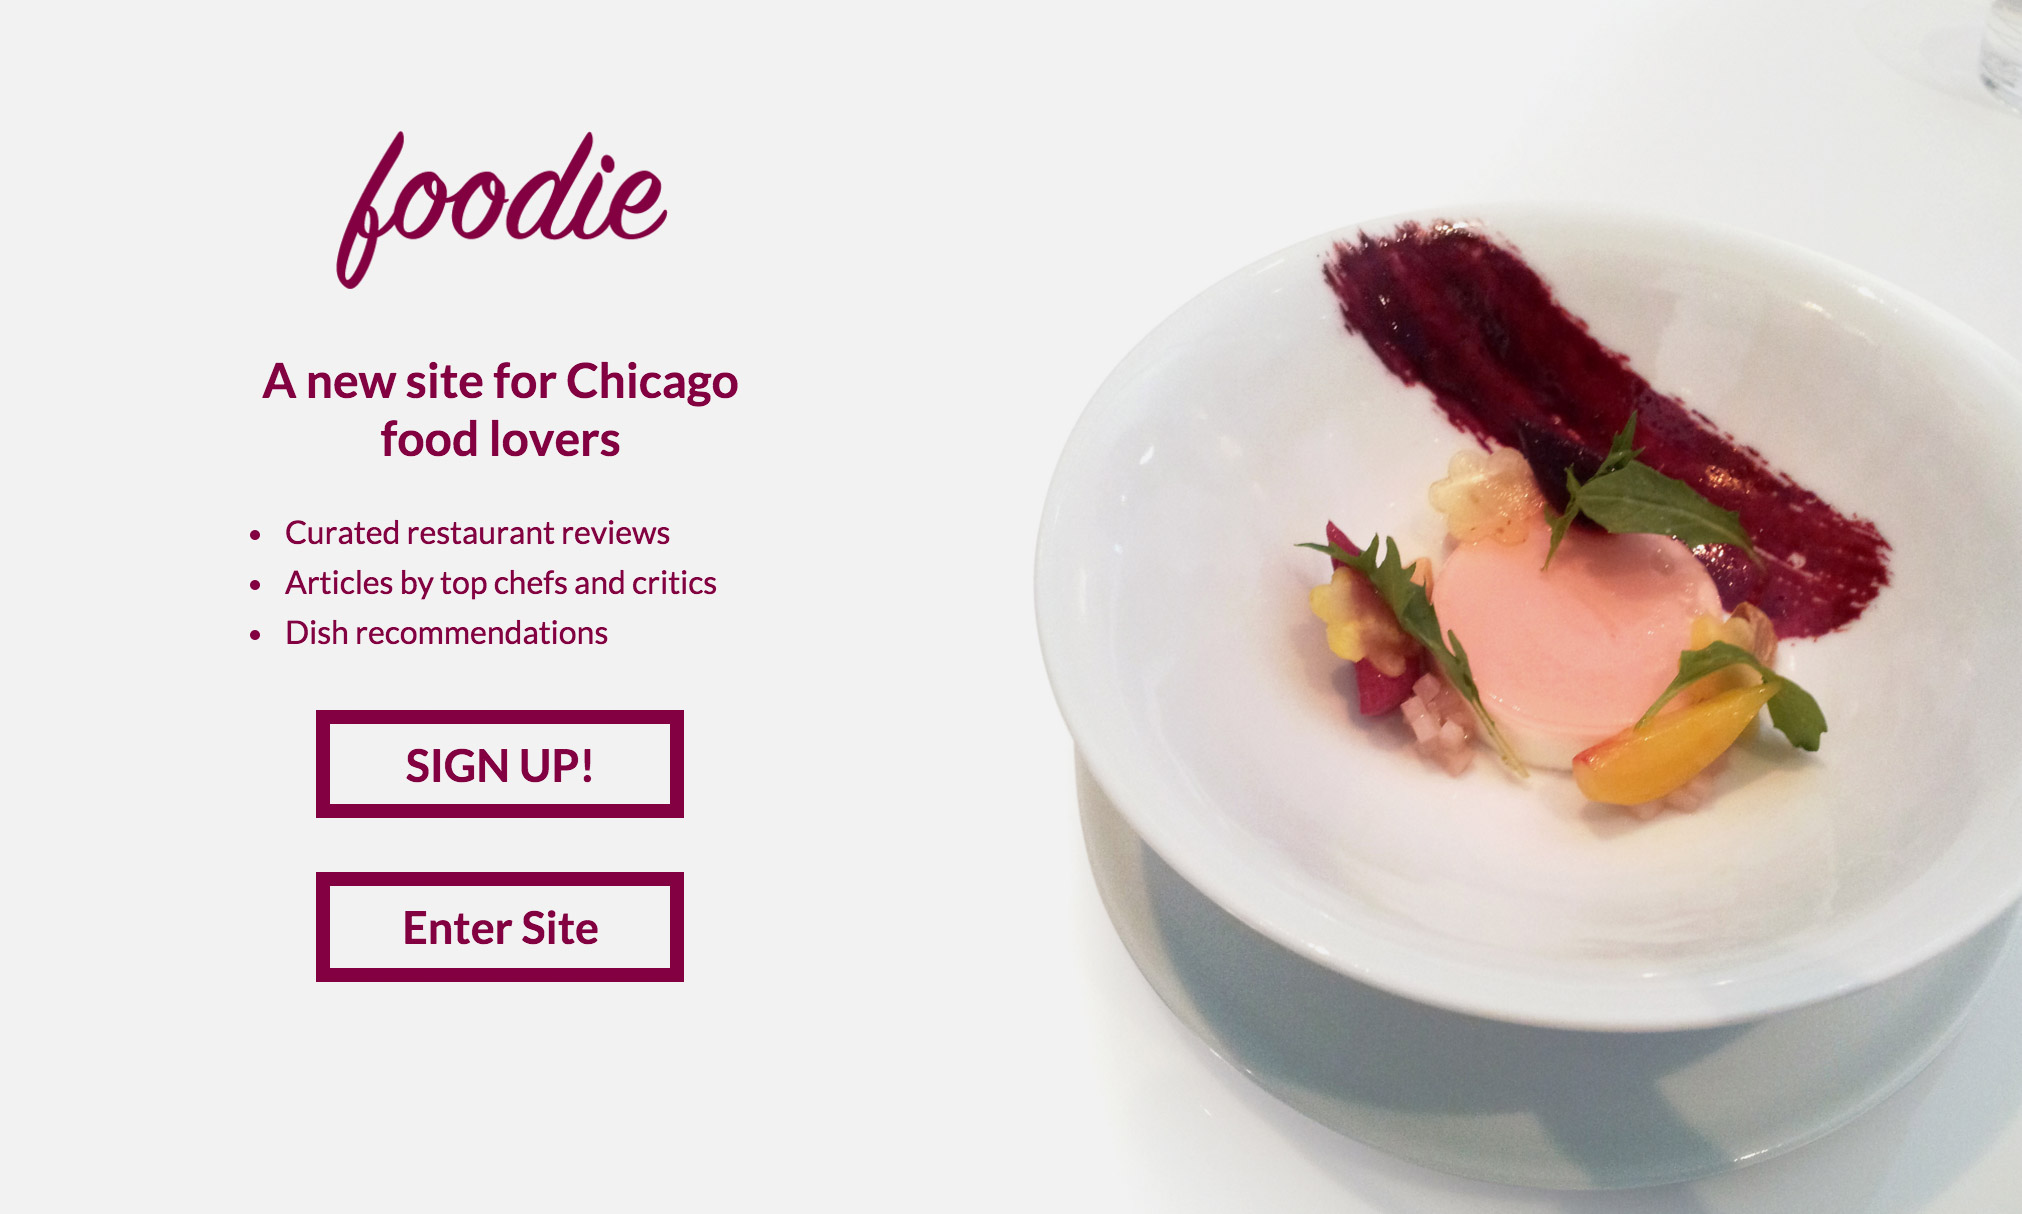 foodie
A new site for Chicago
food lovers
• Curated restaurant reviews
• Articles by top chefs and critics
• Dish recommendations
SIGN UP!
Enter Site